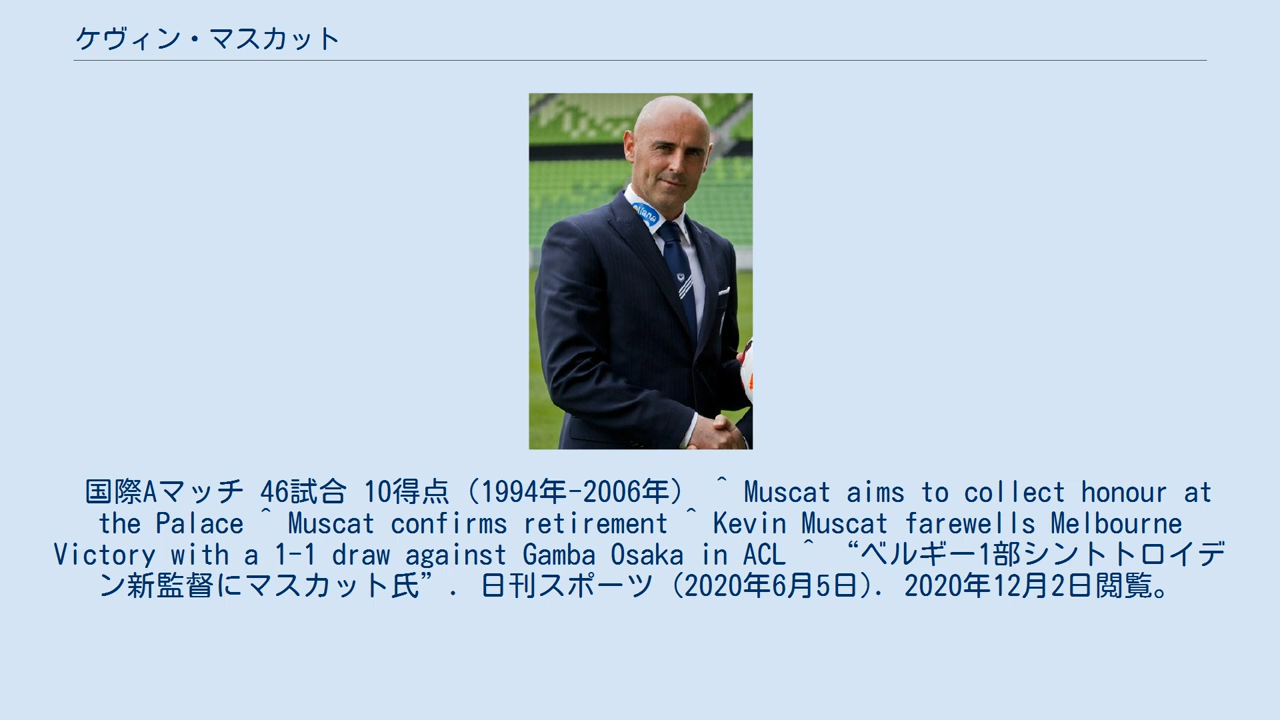 ケヴィン・マスカット
国際Aマッチ 46試合 10得点（1994年-2006年） ^ Muscat aims to collect honour at
the Palace ^ Muscat confirms retirement ^ Kevin Muscat farewells Melbourne
Victory with a 1-1 draw against Gamba Osaka in ACL ^ “ベルギー1部シントトロイデ
ン新監督にマスカット氏”. 日刊スポーツ (2020年6月5日). 2020年12月2日閲覧。